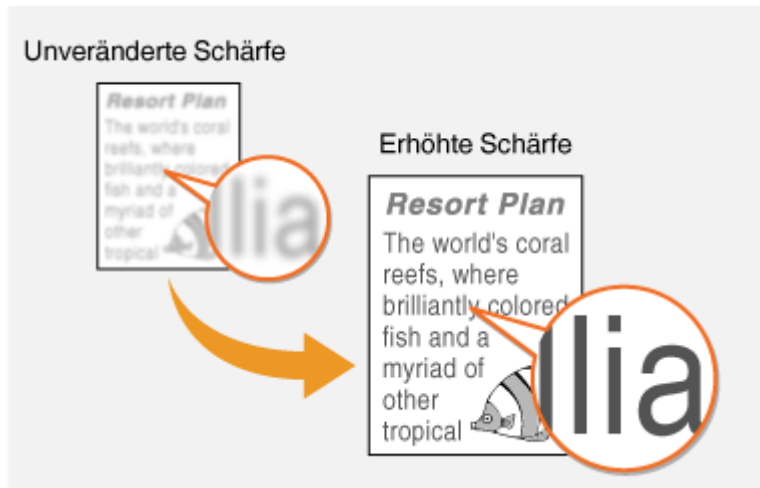 Unveränderte Schärfe
Resort Plan
The world's coral
reefs, where
brilliantly colored
fish and a
myriad of
other
tropical
lia
Erhöhte Schärfe
Resort Plan
The world's coral
reefs, where
brilliantly colored
fish and a
myriad of
other
tropical
llia